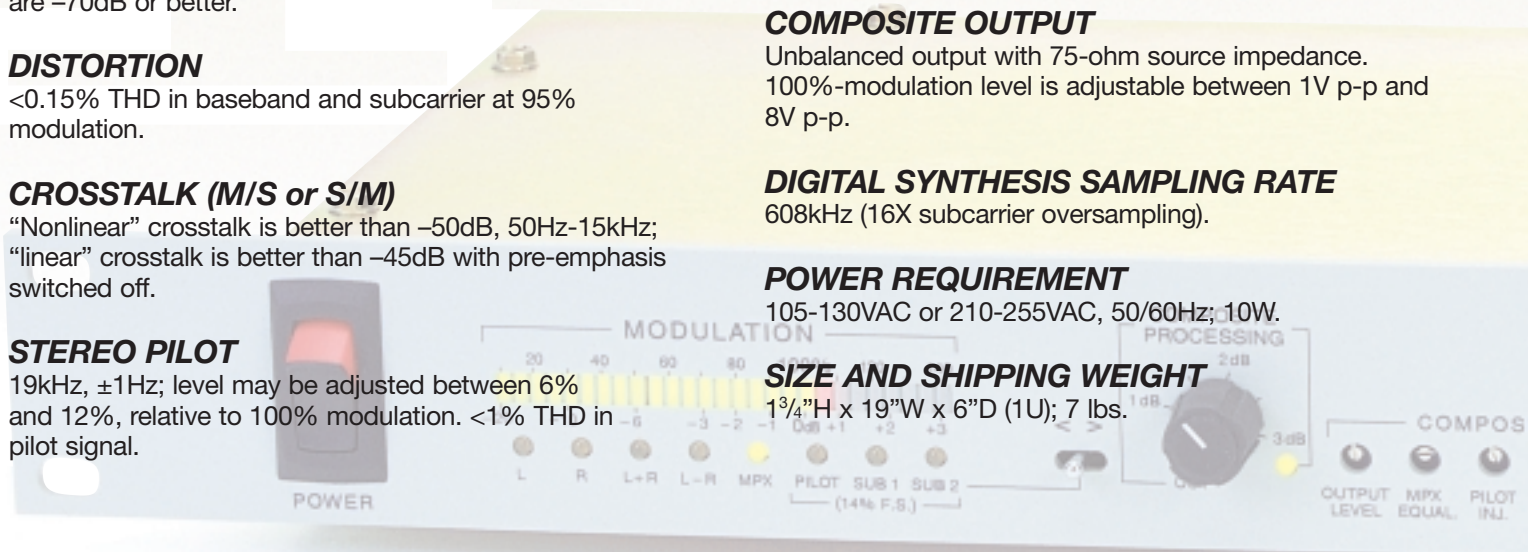 are –70dB or better.
DISTORTION
<0.15% THD in baseband and subcarrier at 95%
modulation.
CROSSTALK (M/S or S/M)
“Nonlinear” crosstalk is better than –50dB, 50Hz-15kHz;
“linear” crosstalk is better than –45dB with pre-emphasis
switched off.
STEREO PILOT
19kHz, ±1Hz; level may be adjusted between 6%
and 12%, relative to 100% modulation. <1% THD in
pilot signal.
COMPOSITE OUTPUT
Unbalanced output with 75-ohm source impedance.
100%-modulation level is adjustable between 1V p-p and
8V p-p.
DIGITAL SYNTHESIS SAMPLING RATE
608kHz (16X subcarrier oversampling).
POWER REQUIREMENT
105-130VAC or 210-255VAC, 50/60Hz; 10W.
SIZE AND SHIPPING WEIGHT
1¾”H x 19”W x 6”D (1U); 7 lbs.
POWER
MODULATION
20 40 60 80
-6 -3 -2 -1 0dB +1 +2 +3
L R L+R L-R MPX PILOT SUB 1 SUB 2
(14% F.S.)
< >
PROCESSING
1dB 2dB 3dB
COMPOS
OUTPUT LEVEL
MPX EQUAL.
PILOT INJ.